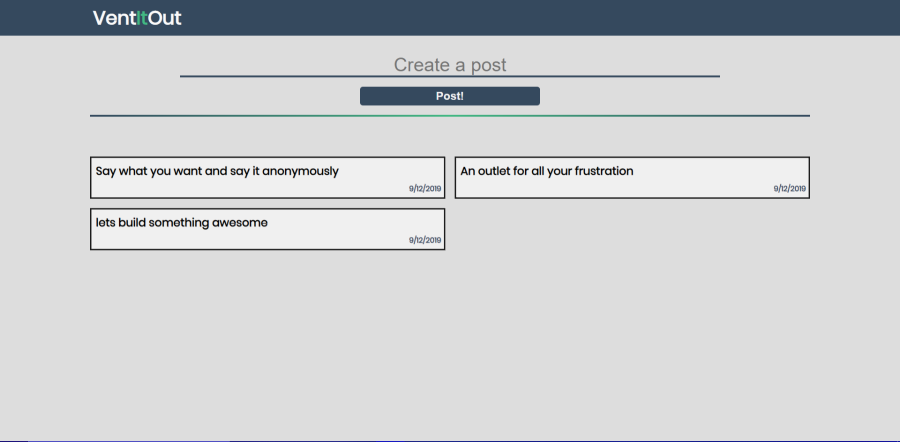 VentItOut
Create a post
Post!
Say what you want and say it anonymously
9/12/2019
An outlet for all your frustration
9/12/2019
lets build something awesome
9/12/2019